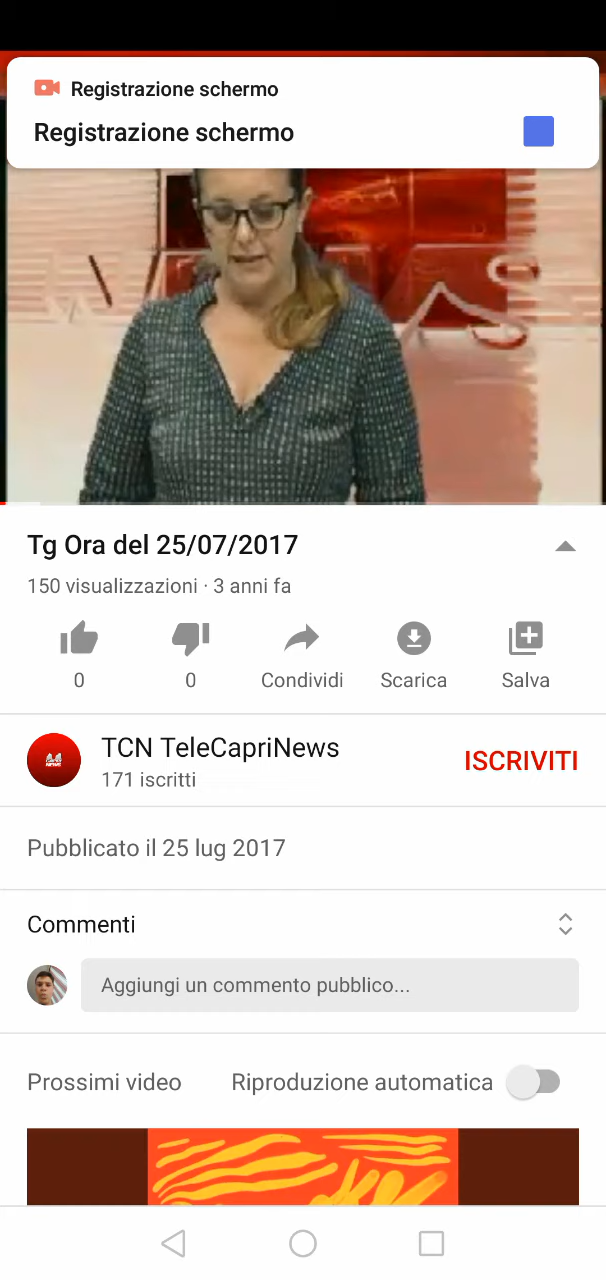 Registrazione schermo
Registrazione schermo
Tg Ora del 25/07/2017
150 visualizzazioni · 3 anni fa
0
0
Condividi
Scarica
Salva
TCN TeleCapriNews
171 iscritti
ISCRIVITI
Pubblicato il 25 lug 2017
Commenti
Aggiungi un commento pubblico...
Prossimi video
Riproduzione automatica